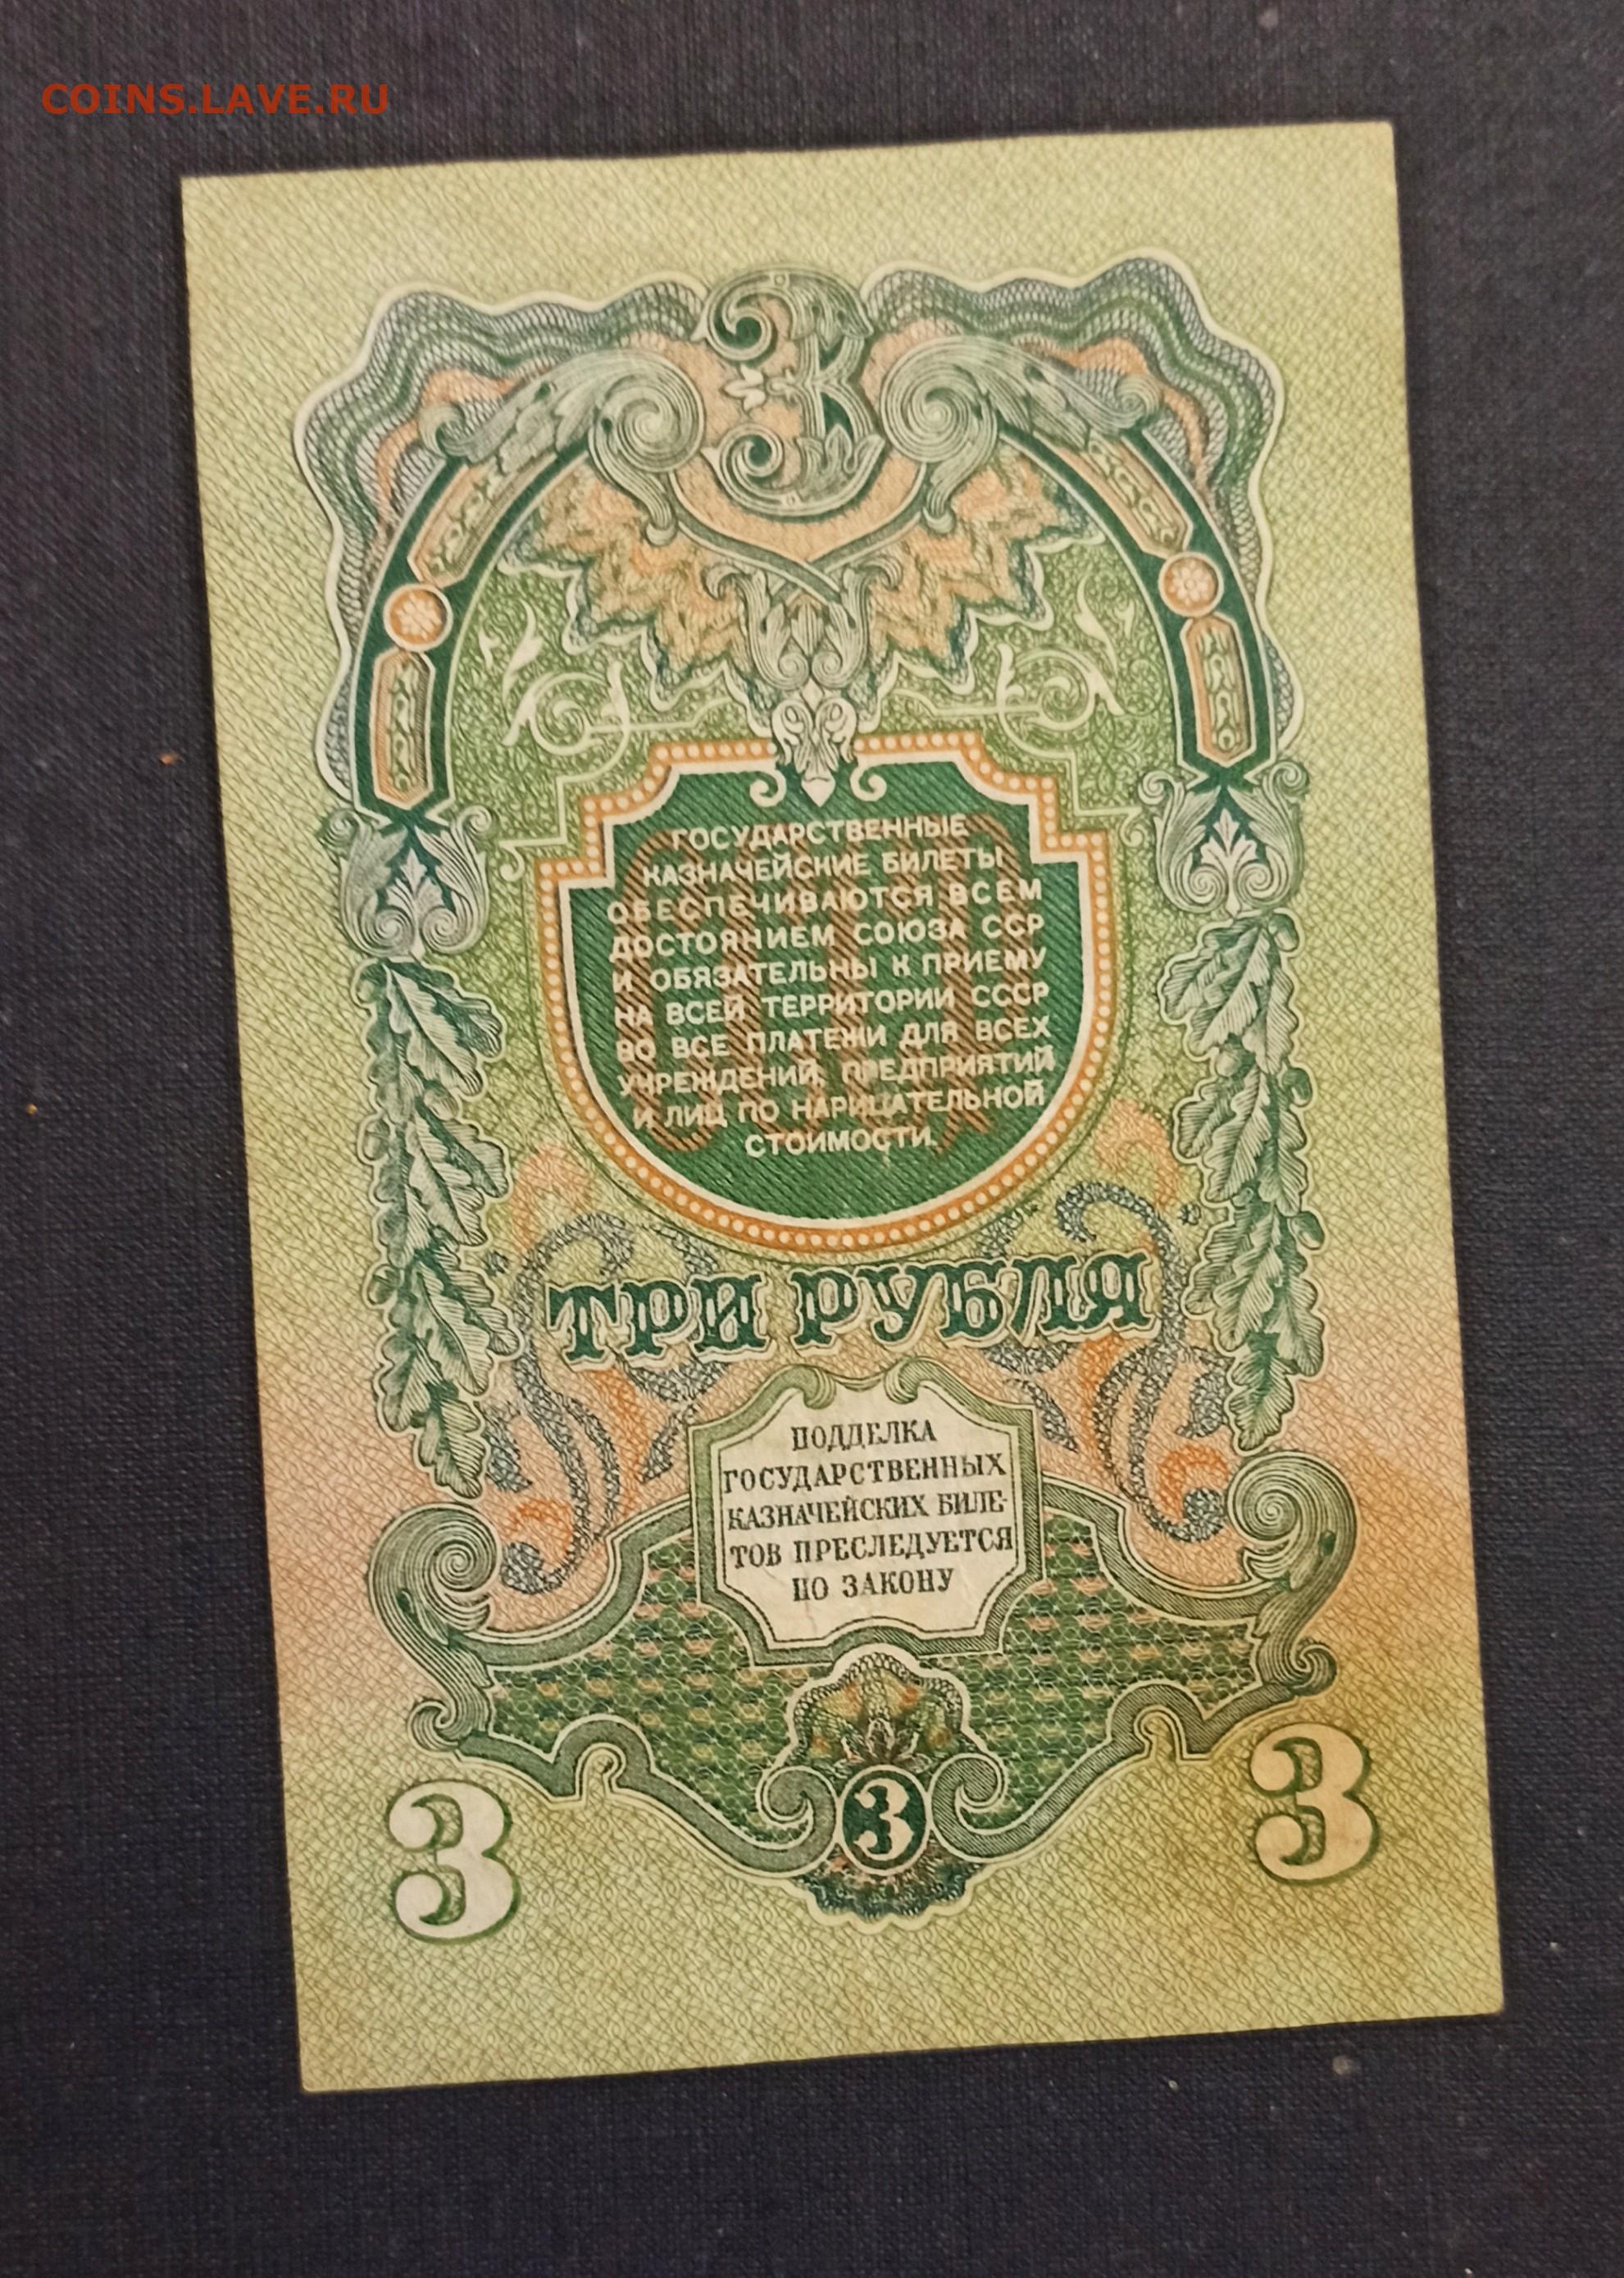 COINS.LAVE.RU
3
ГОСУДАРСТВЕННЫЕ
КАЗНАЧЕЙСКИЕ БИЛЕТЫ
ОБЕСПЕЧИВАЮТСЯ ВСЕМ
ДОСТОЯНИЕМ СОЮЗА ССР
И ОБЯЗАТЕЛЬНЫ К ПРИЕМУ
НА ВСЕЙ ТЕРРИТОРИИ СССР
ВО ВСЕ ПЛАТЕЖИ ДЛЯ ВСЕХ
УЧРЕЖДЕНИЙ, ПРЕДПРИЯТИЙ
И ЛИЦ ПО НАРИЦАТЕЛЬНОЙ
СТОИМОСТИ.
ТРИ РУБЛЯ
ПОДДЕЛКА
ГОСУДАРСТВЕННЫХ
КАЗНАЧЕЙСКИХ БИЛЕ-
ТОВ ПРЕСЛЕДУЕТСЯ
ПО ЗАКОНУ
3 3 3